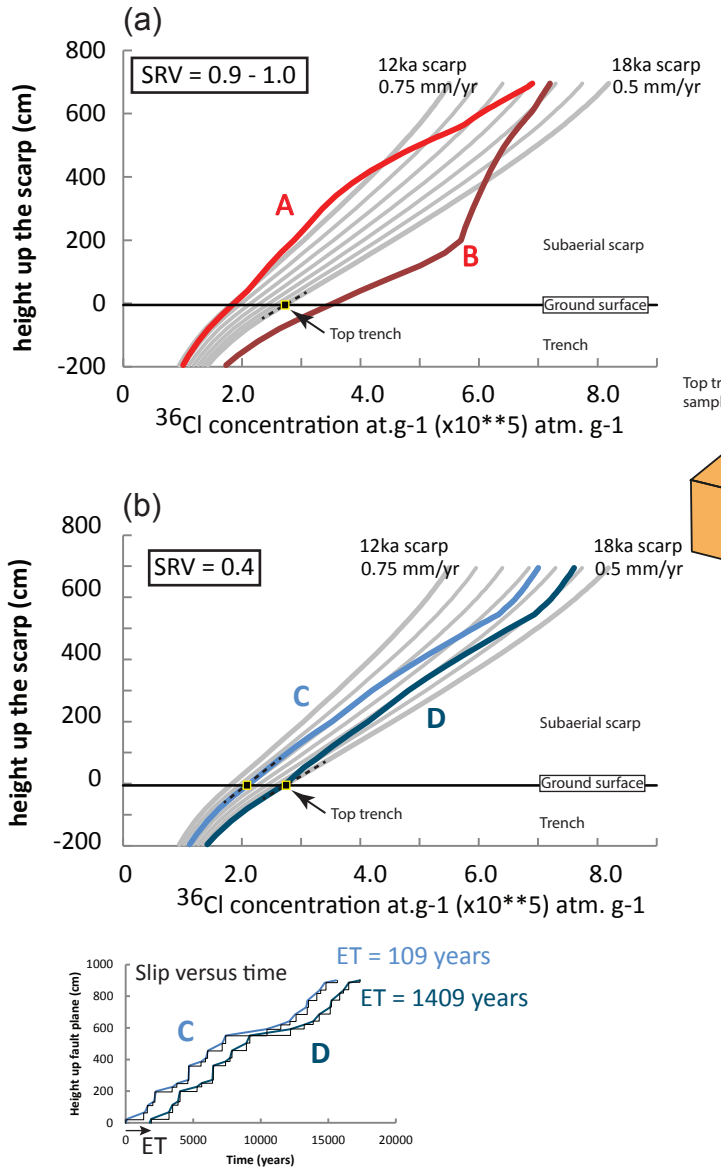 (a)
800
600
400
200
0
-200
height up the scarp (cm)
SRV = 0.9 - 1.0
12ka scarp
0.75 mm/yr
18ka scarp
0.5 mm/yr
A
B
Subaerial scarp
Ground surface
Top trench
Trench
0
2.0
4.0
6.0
8.0
36Cl concentration at.g-1 (x10**5) atm. g-1
Top tr
sampl
(b)
800
600
400
200
0
-200
height up the scarp (cm)
SRV = 0.4
12ka scarp
0.75 mm/yr
18ka scarp
0.5 mm/yr
C
D
Subaerial scarp
Ground surface
Top trench
Trench
0
2.0
4.0
6.0
8.0
36Cl concentration at.g-1 (x10**5) atm. g-1
ET = 109 years
Slip versus time
ET = 1409 years
C
D
1000
800
600
400
200
0
Height up fault plane (cm)
0
5000
10000
15000
20000
ET
Time (years)